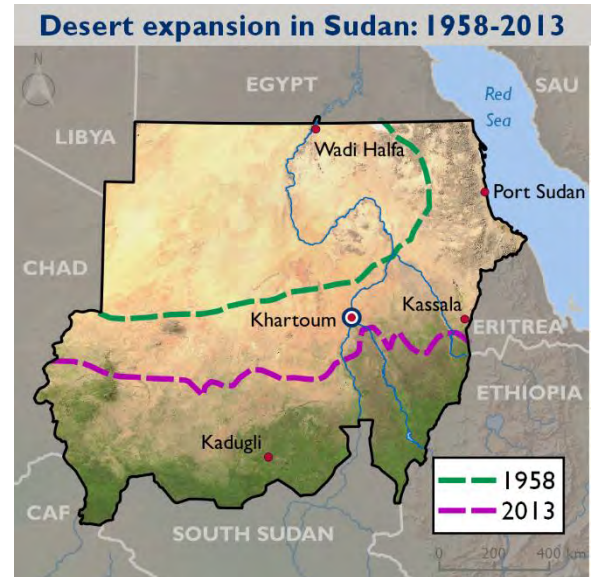 Desert expansion in Sudan: 1958-2013
N
EGYPT
SAU
Red
Sea
LIBYA
Wadi Halfa
Port Sudan
CHAD
Khartoum
Kassala
ERITREA
ETHIOPIA
Kadugli
1958
2013
CAF
SOUTH SUDAN
0 200 400 km